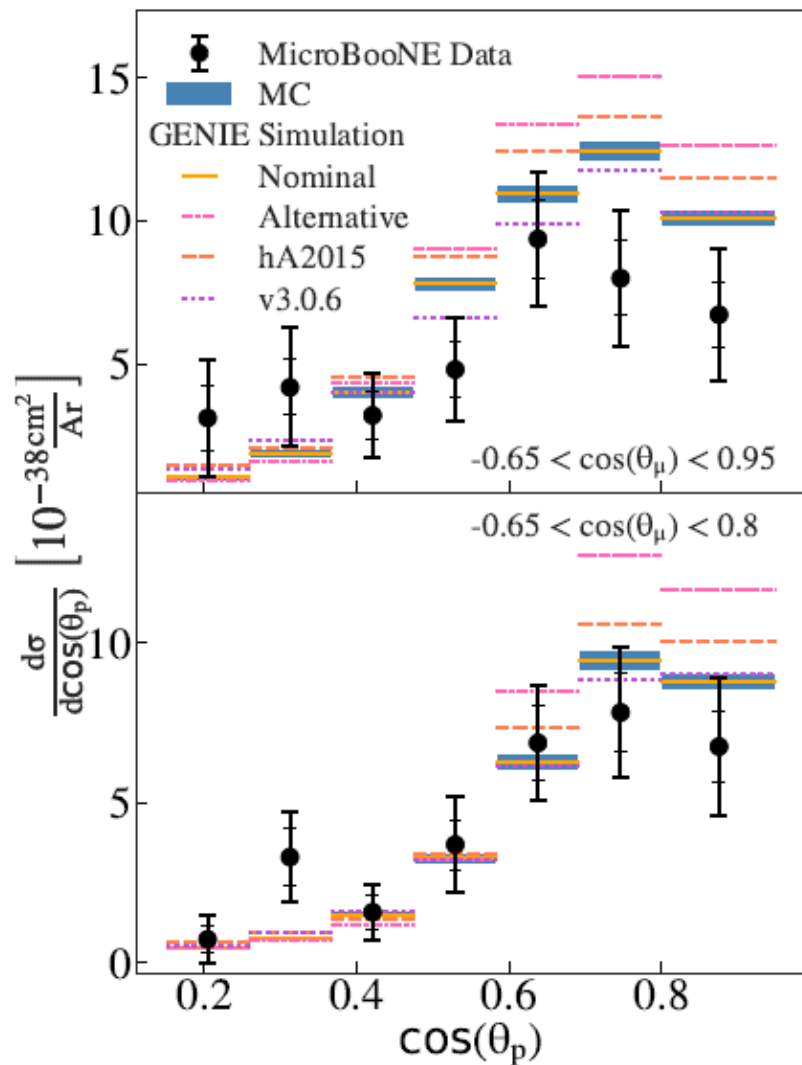 15
10
5
MicroBooNE Data
MC
GENIE Simulation
Nominal
Alternative
hA2015
v3.0.6
-0.65 < cos(θμ) < 0.95
dσ/dcos(θp) [10⁻³⁸cm²/Ar]
-0.65 < cos(θμ) < 0.8
10
5
0
0.2 0.4 0.6 0.8
cos(θp)